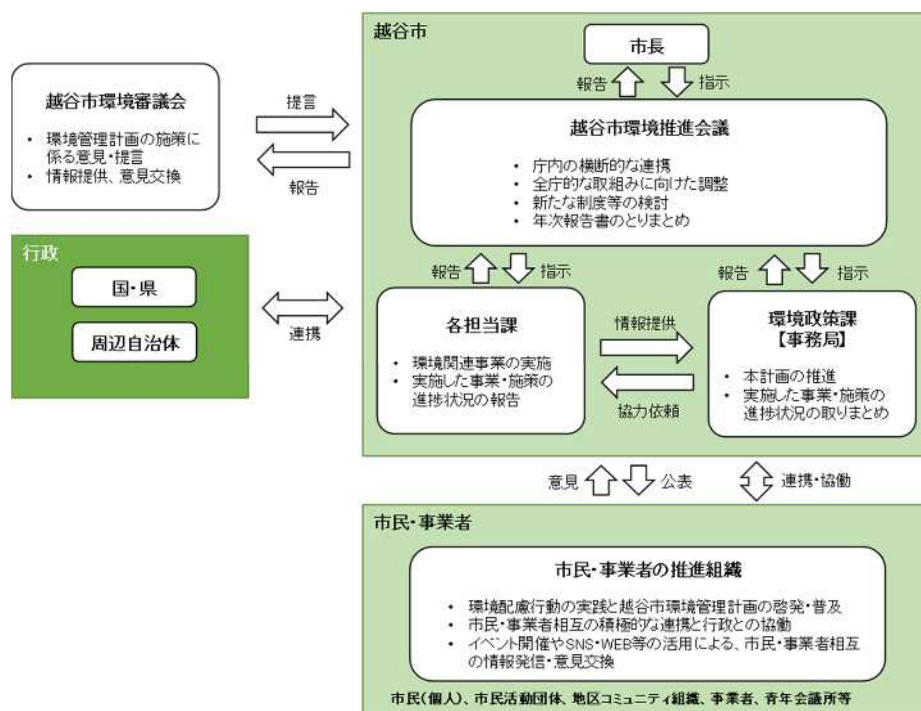 越谷市
市長
報告
指示
越谷市環境審議会
• 環境管理計画の施策に
係る意見・提言
• 情報提供、意見交換
提言
報告
越谷市環境推進会議
• 庁内の横断的な連携
• 全庁的な取組みに向けた調整
• 新たな制度等の検討
• 年次報告書のとりまとめ
行政
国・県
周辺自治体
連携
報告
指示
報告
指示
各担当課
• 環境関連事業の実施
• 実施した事業・施策の
進捗状況の報告
情報提供
協力依頼
環境政策課
【事務局】
• 本計画の推進
• 実施した事業・施策の
進捗状況の取りまとめ
意見
公表
連携・協働
市民・事業者
市民・事業者の推進組織
• 環境配慮行動の実践と越谷市環境管理計画の啓発・普及
• 市民・事業者相互の積極的な連携と行政との協働
• イベント開催やSNS・WEB等の活用による、市民・事業者相互
の情報発信・意見交換
市民(個人)、市民活動団体、地区コミュニティ組織、事業者、青年会議所等